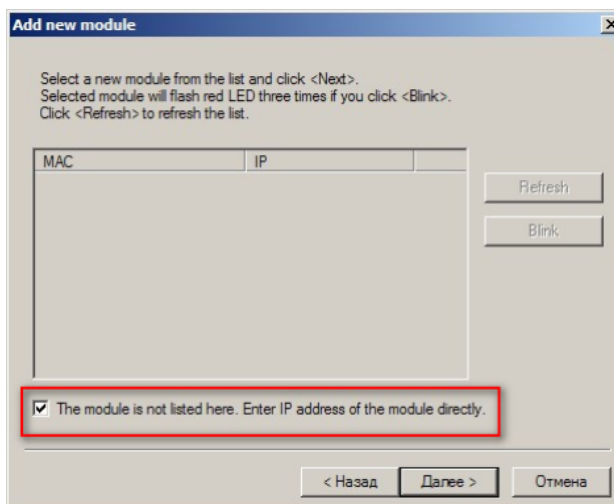 Add new module
Select a new module from the list and click <Next>.
Selected module will flash red LED three times if you click <Blink>.
Click <Refresh> to refresh the list.
MAC IP
Refresh
Blink
The module is not listed here. Enter IP address of the module directly.
< Назад Далее > Отмена